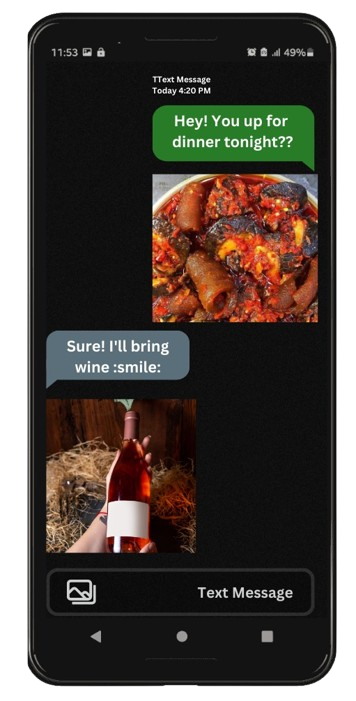 11:53 49%
TText Message
Today 4:20 PM
Hey! You up for
dinner tonight??
Sure! I'll bring
wine :smile:
Text Message